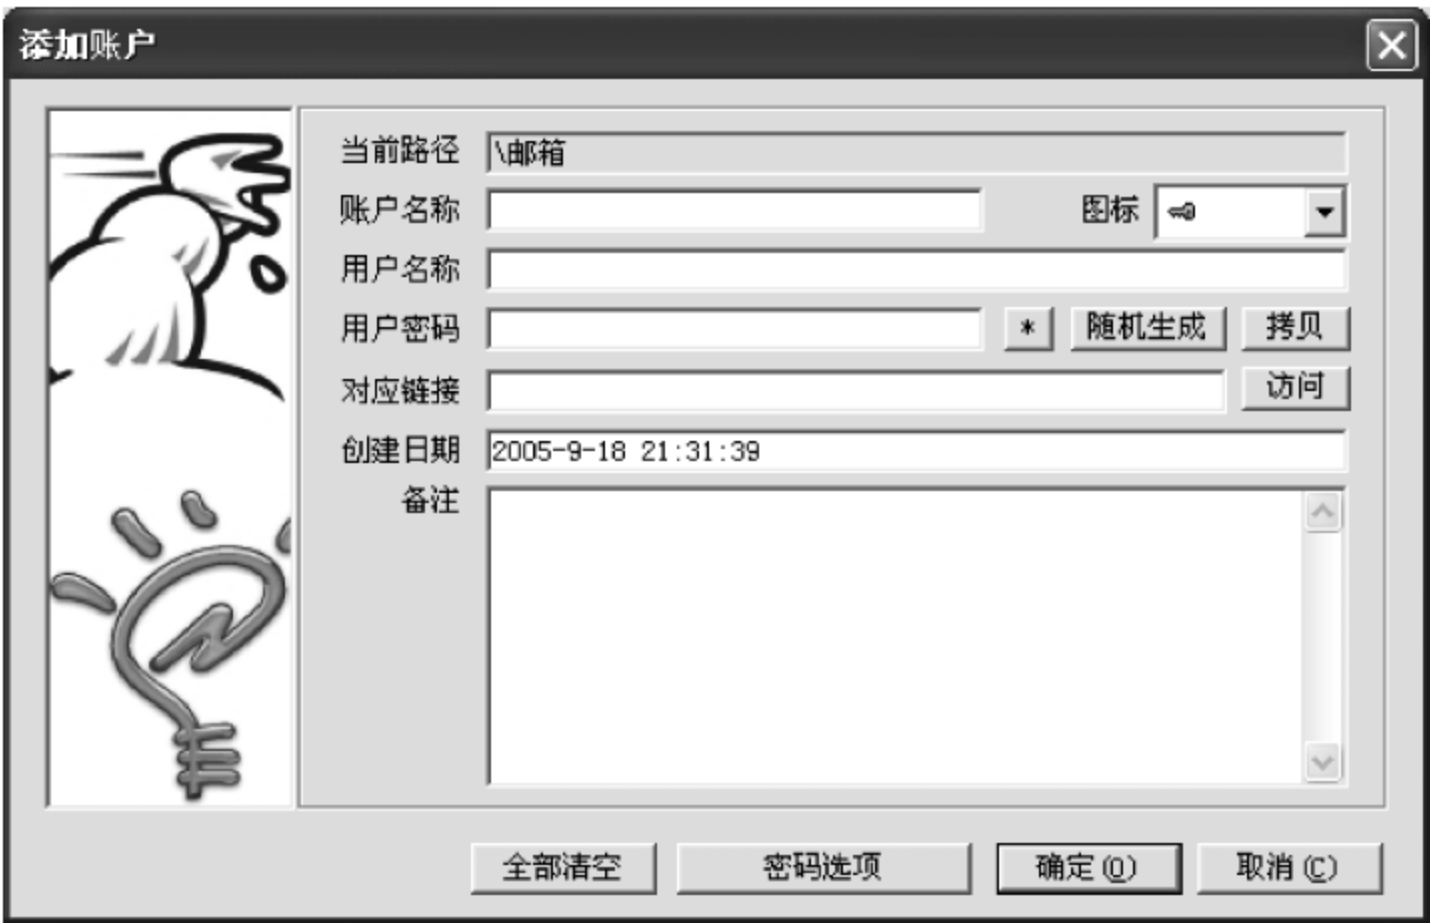 添加账户
当前路径 \邮箱
账户名称 图标
用户名称
用户密码 * 随机生成 拷贝
对应链接 访问
创建日期 2005-9-18 21:31:39
备注
全部清空 密码选项 确定(O) 取消(C)